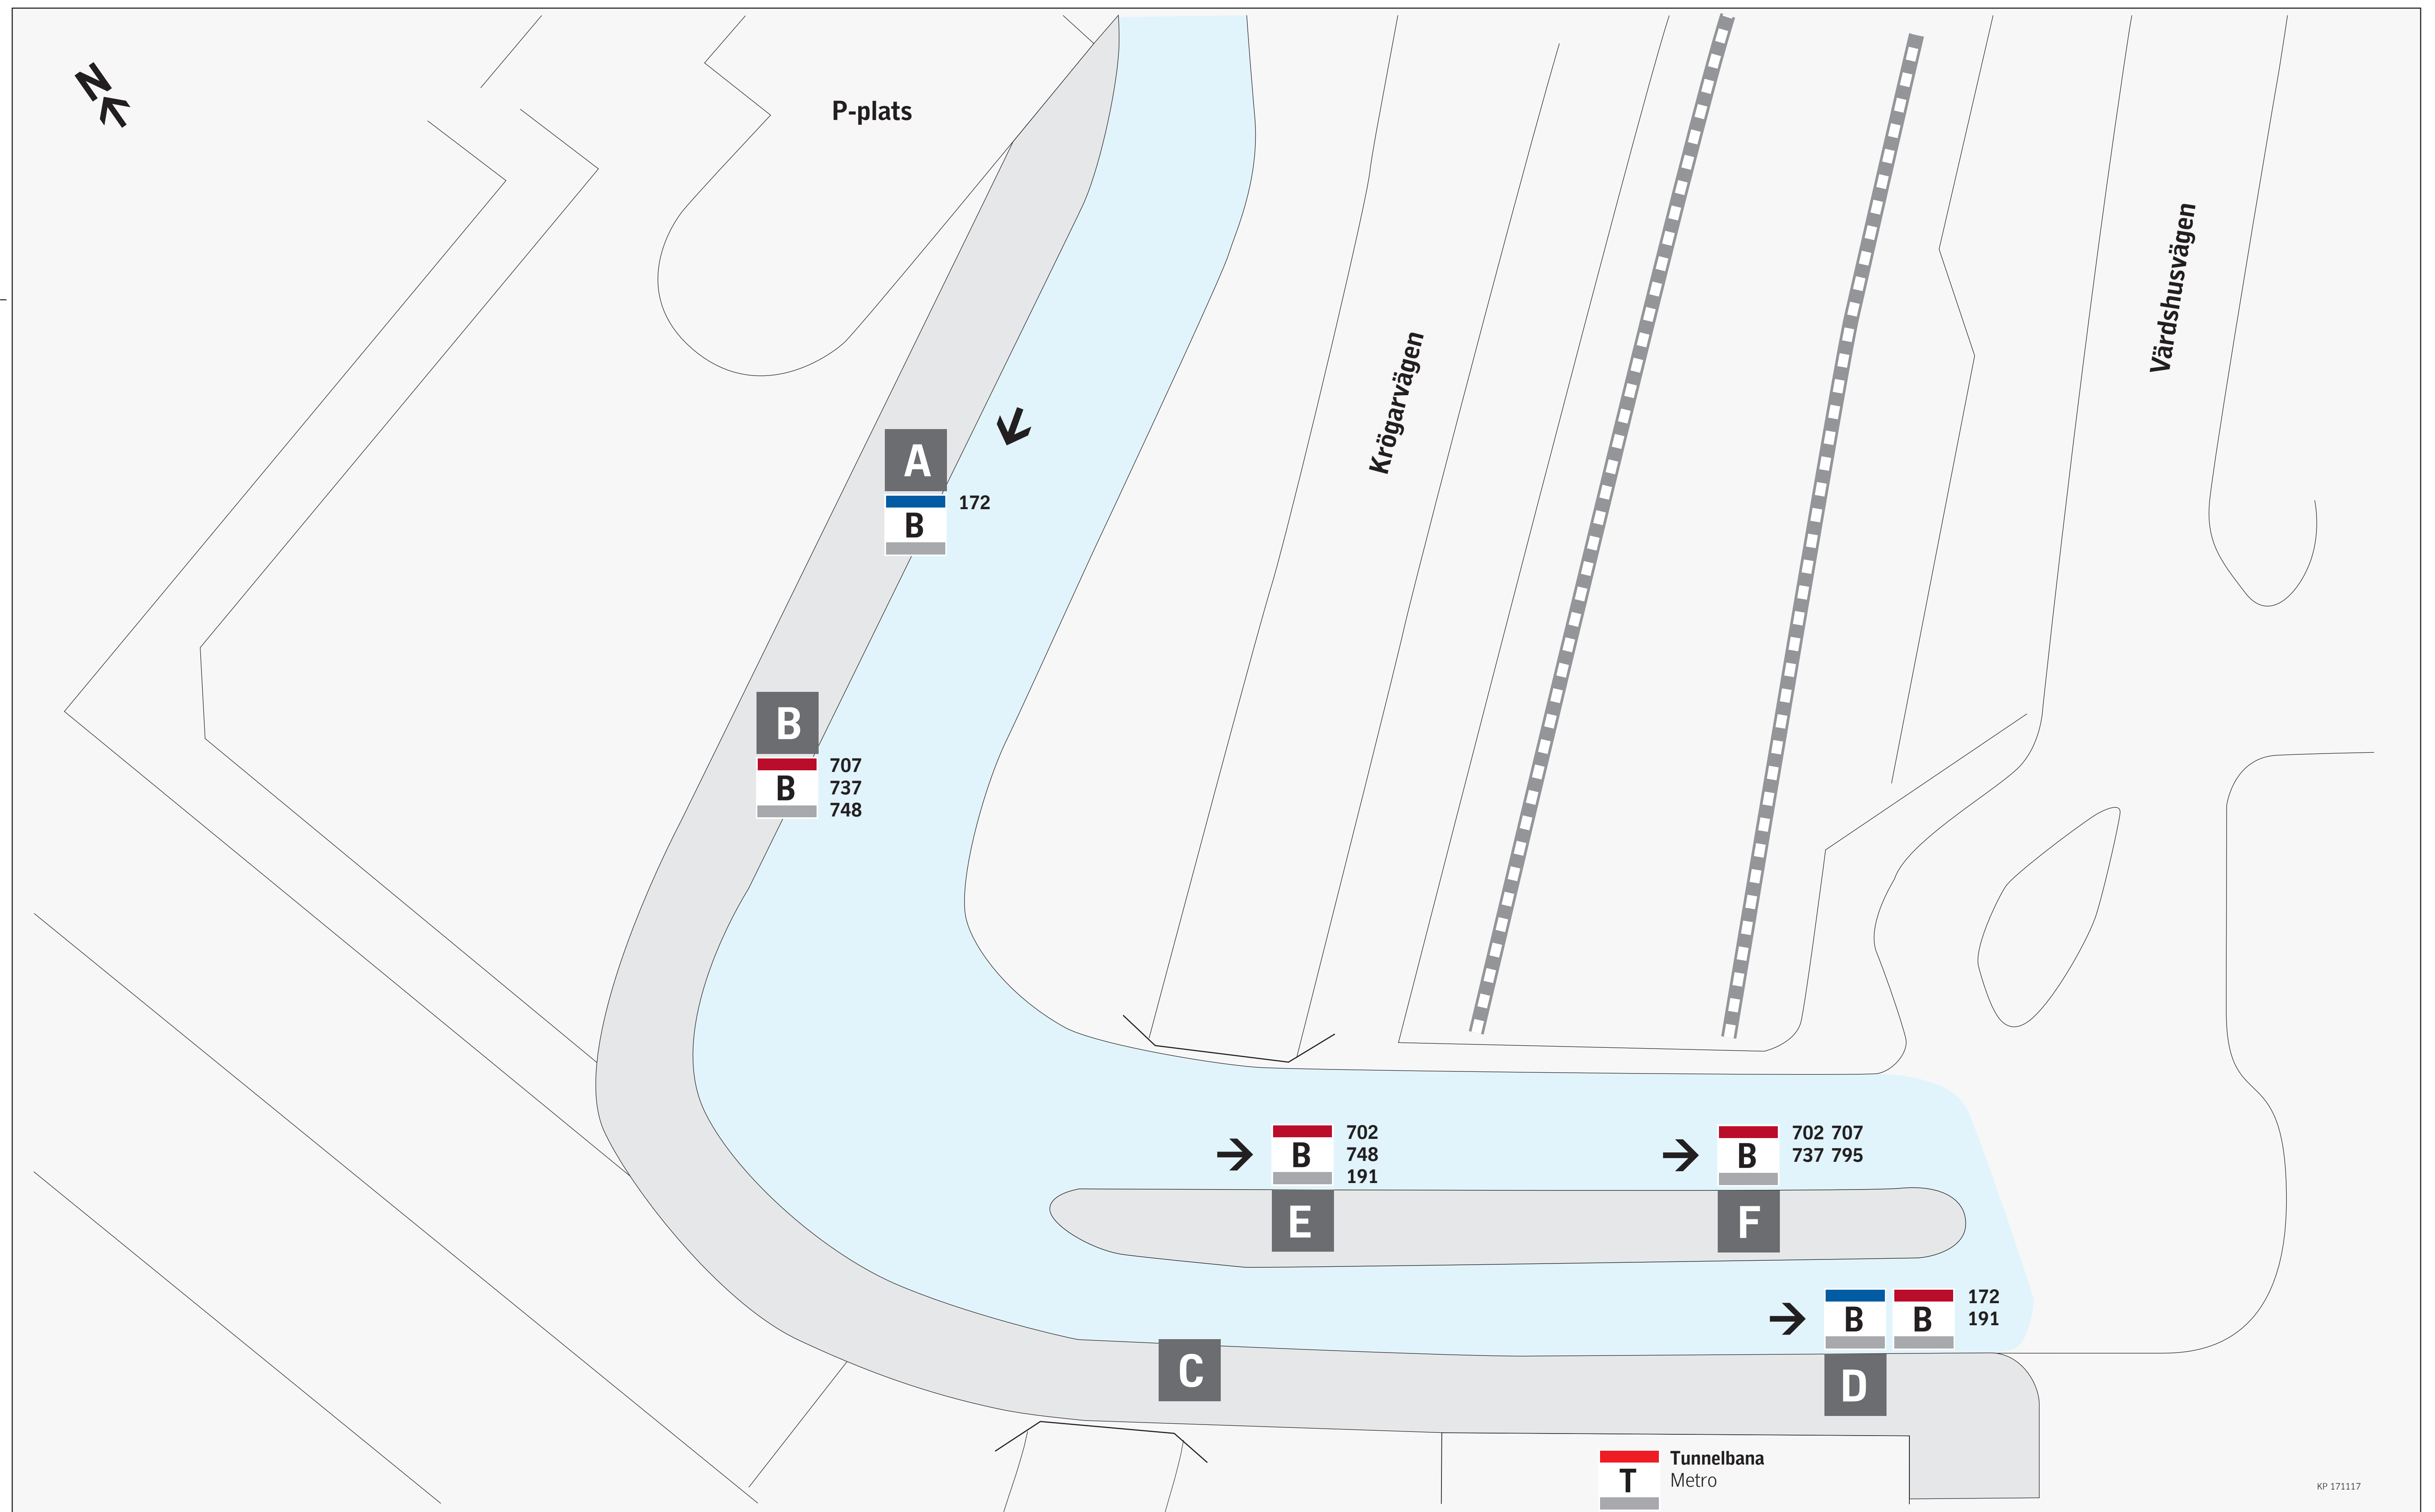 N
P-plats
Värdshusvägen
Krögarvägen
A
B
172
B
B
707
737
748
B
702
748
191
E
B
702 707
737 795
F
B
B
172
191
C
D
T
Tunnelbana
Metro
KP 171117